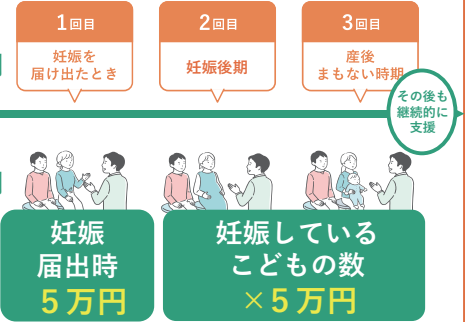 1回目
妊娠を
届け出たとき
2回目
妊娠後期
3回目
産後
まもない時期
その後も
継続的に
支援
妊娠
届出時
5万円
妊娠している
こどもの数
×5万円